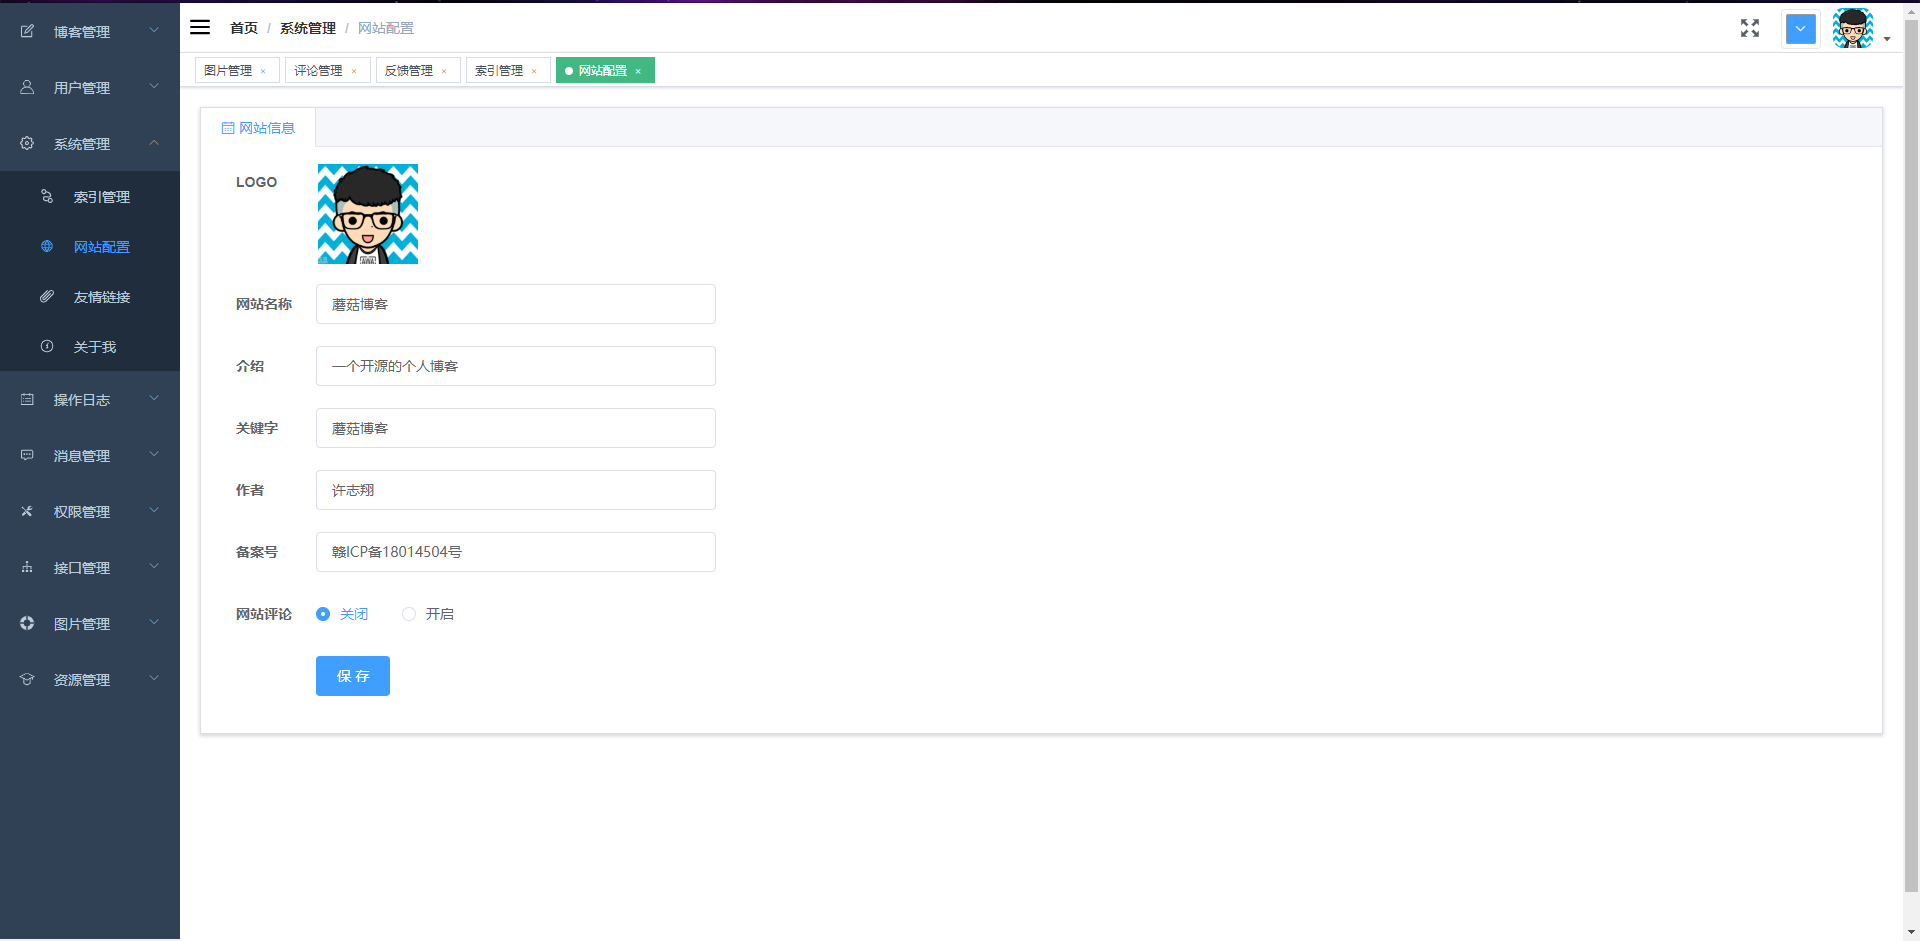 博客管理
用户管理
系统管理
索引管理
网站配置
友情链接
关于我
操作日志
消息管理
权限管理
接口管理
图片管理
资源管理
首页 / 系统管理 / 网站配置
图片管理 × 评论管理 × 反馈管理 × 索引管理 × 网站配置 ×
网站信息
LOGO
网站名称 蘑菇博客
介绍 一个开源的个人博客
关键字 蘑菇博客
作者 许志翔
备案号 赣ICP备18014504号
网站评论 关闭 开启
保 存